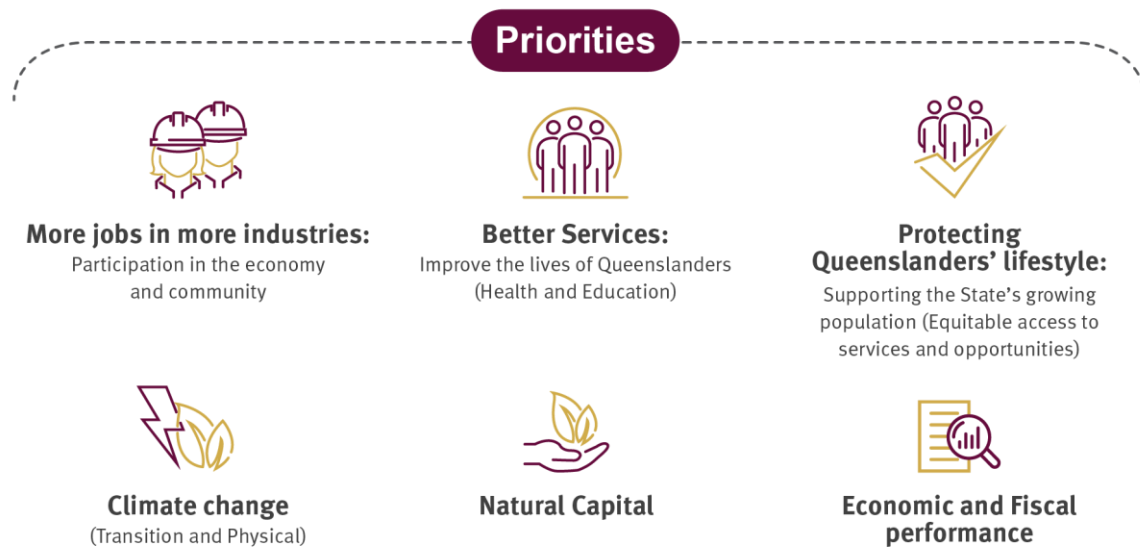 Priorities
More jobs in more industries:
Participation in the economy
and community
Better Services:
Improve the lives of Queenslanders
(Health and Education)
Protecting
Queenslanders’ lifestyle:
Supporting the State’s growing
population (Equitable access to
services and opportunities)
Climate change
(Transition and Physical)
Natural Capital
Economic and Fiscal
performance